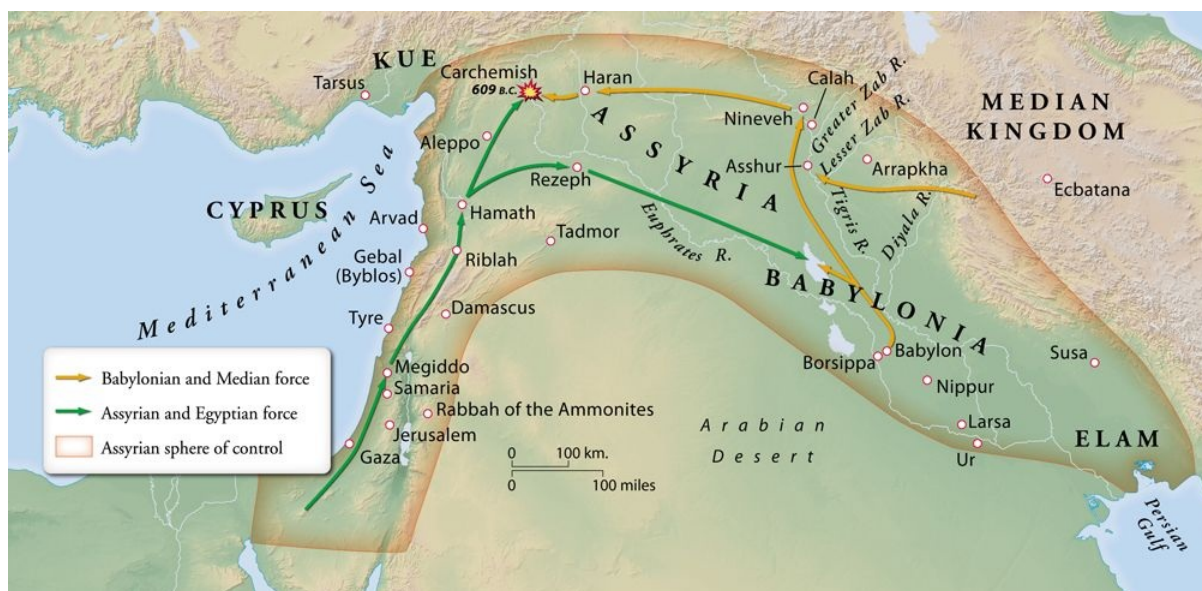 KUE
Tarsus
Carchemish
609 B.C.
Haran
Calah
Nineveh
Greater Zab R.
Lesser Zab R.
MEDIAN
KINGDOM
Aleppo
ASSYRIA
Asshur
Arrapkha
Ecbatana
Rezeph
CYPRUS
Mediterranean Sea
Arvad
Hamath
Tadmor
Euphrates R.
Tigris R.
Diyala R.
Gebal
(Byblos)
Riblah
BABYLONIA
Tyre
Damascus
Borsippa
Babylon
Susa
Nippur
Megiddo
Samaria
Rabbah of the Ammonites
Jerusalem
Gaza
Arabian
Desert
Larsa
Ur
ELAM
Persian
Gulf
Babylonian and Median force
Assyrian and Egyptian force
Assyrian sphere of control
0 100 km.
0 100 miles